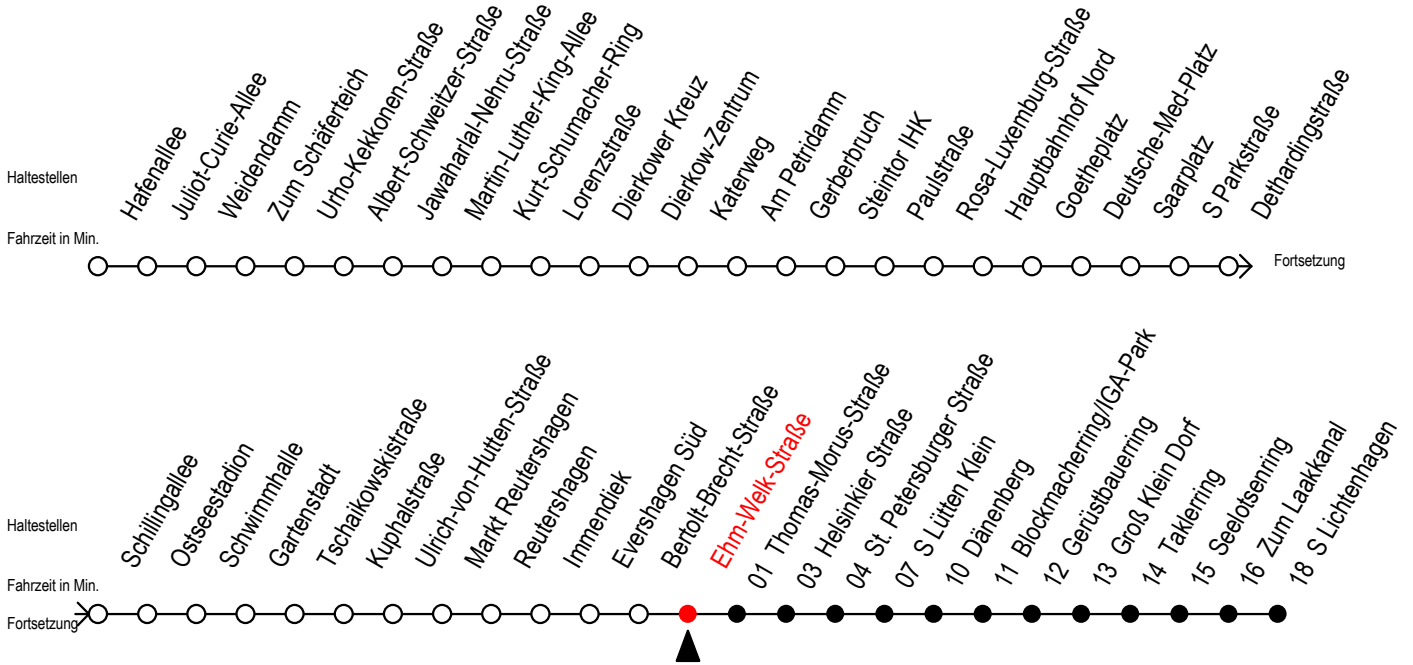 Haltestellen
Hafenallee
Juliot-Curie-Allee
Weidendamm
Zum Schäferteich
Urho-Kekkonen-Straße
Albert-Schweitzer-Straße
Jawaharlal-Nehru-Straße
Martin-Luther-King-Allee
Kurt-Schumacher-Ring
Lorenzstraße
Dierkower Kreuz
Dierkow-Zentrum
Katerweg
Am Petridamm
Gerberbruch
Steintor IHK
Paulstraße
Rosa-Luxemburg-Straße
Hauptbahnhof Nord
Goetheplatz
Deutsche-Med-Platz
Saarplatz
S Parkstraße
Dethardingstraße
Fahrzeit in Min.
Fortsetzung
Haltestellen
Schillingallee
Ostseestadion
Schwimmhalle
Gartenstadt
Tschaikowskistraße
Kuphalstraße
Ulrich-von-Hutten-Straße
Markt Reutershagen
Reutershagen
Immendiek
Evershagen Süd
Bertolt-Brecht-Straße
Ehm-Welk-Straße
01 Thomas-Morus-Straße
03 Helsinkier Straße
04 St. Petersburger Straße
07 S Lütten Klein
10 Dänenberg
11 Blockmacherring/IGA-Park
12 Gerüstbauerring
13 Groß Klein Dorf
14 Taklerring
15 Seelotsenring
16 Zum Laakkanal
18 S Lichtenhagen
Fahrzeit in Min.
Fortsetzung